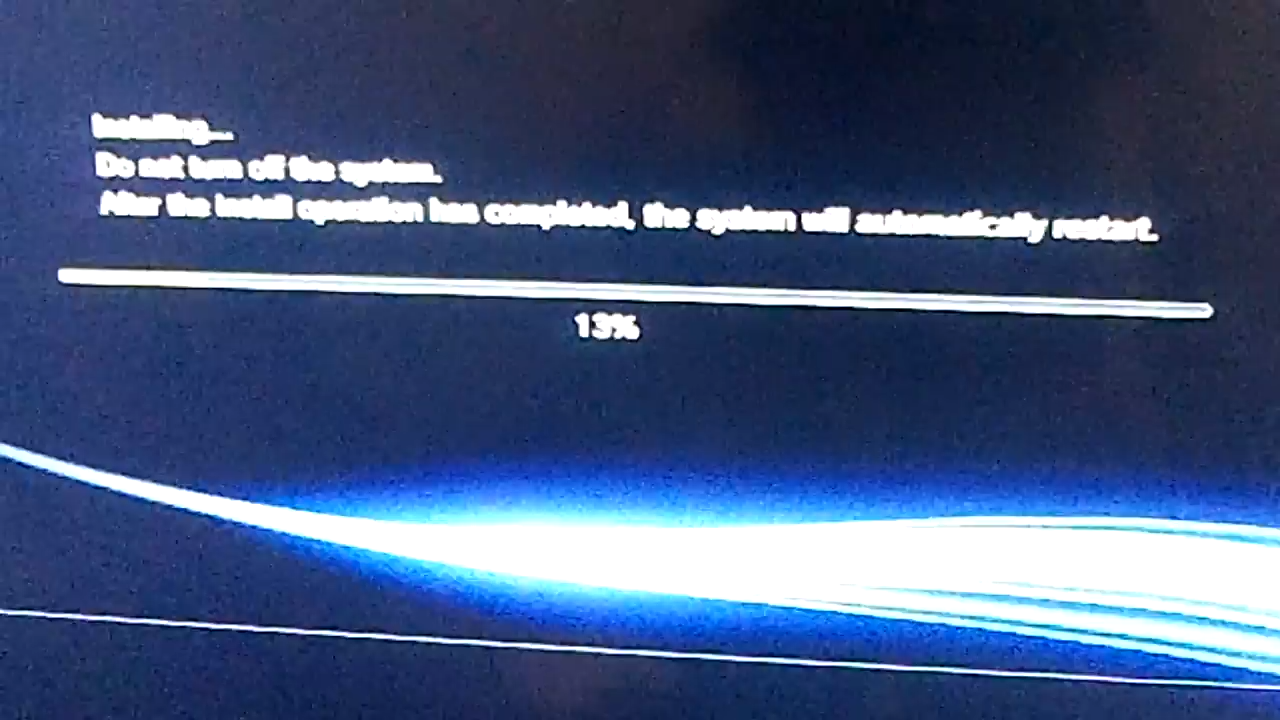 Installing...
Do not turn off the system.
After the install operation has completed, the system will automatically restart.
13%